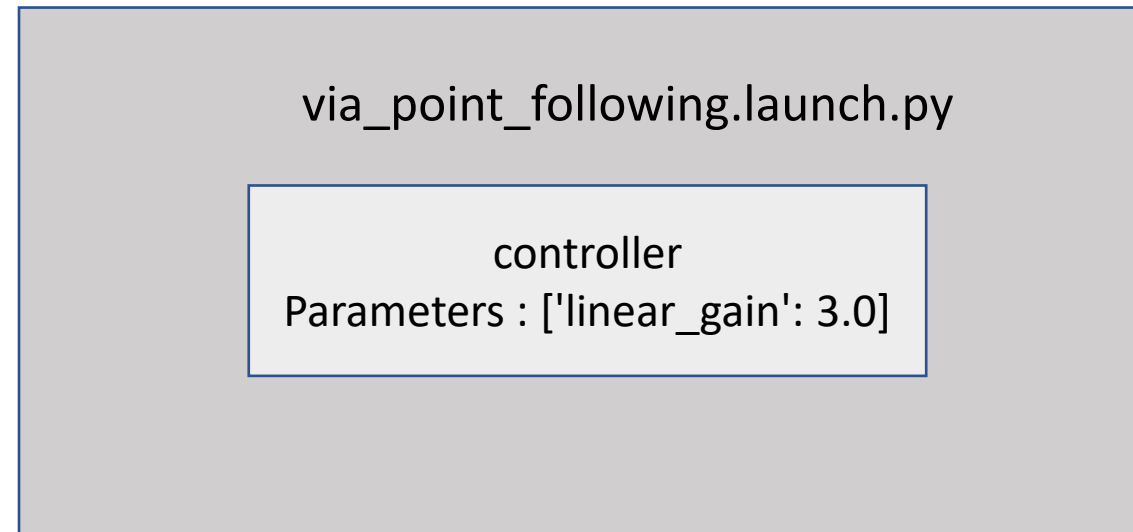 via_point_following.launch.py
controller
Parameters : ['linear_gain': 3.0]